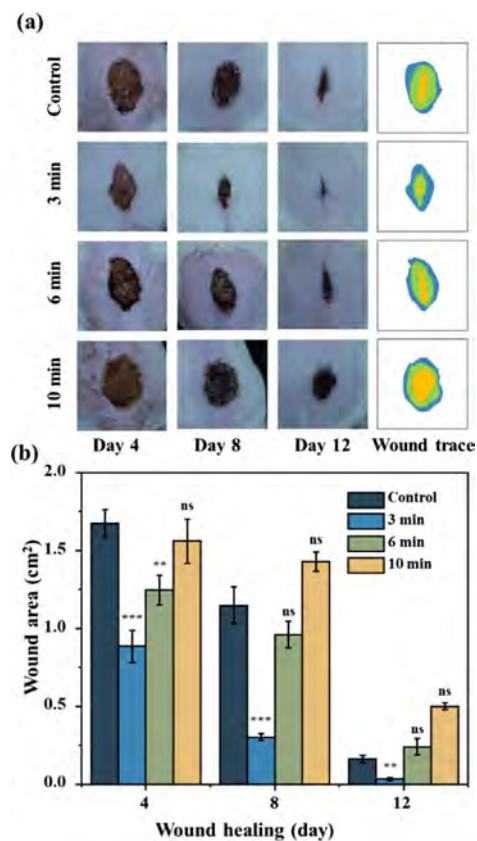 (a)
Control
3 min
6 min
10 min
Day 4 Day 8 Day 12 Wound trace
(b)
Wound area (cm²)
2.0
1.5
1.0
0.5
0.0
Control
3 min
6 min
10 min
*** ** ns
*** ns ns
** ns ns
4 8 12
Wound healing (day)